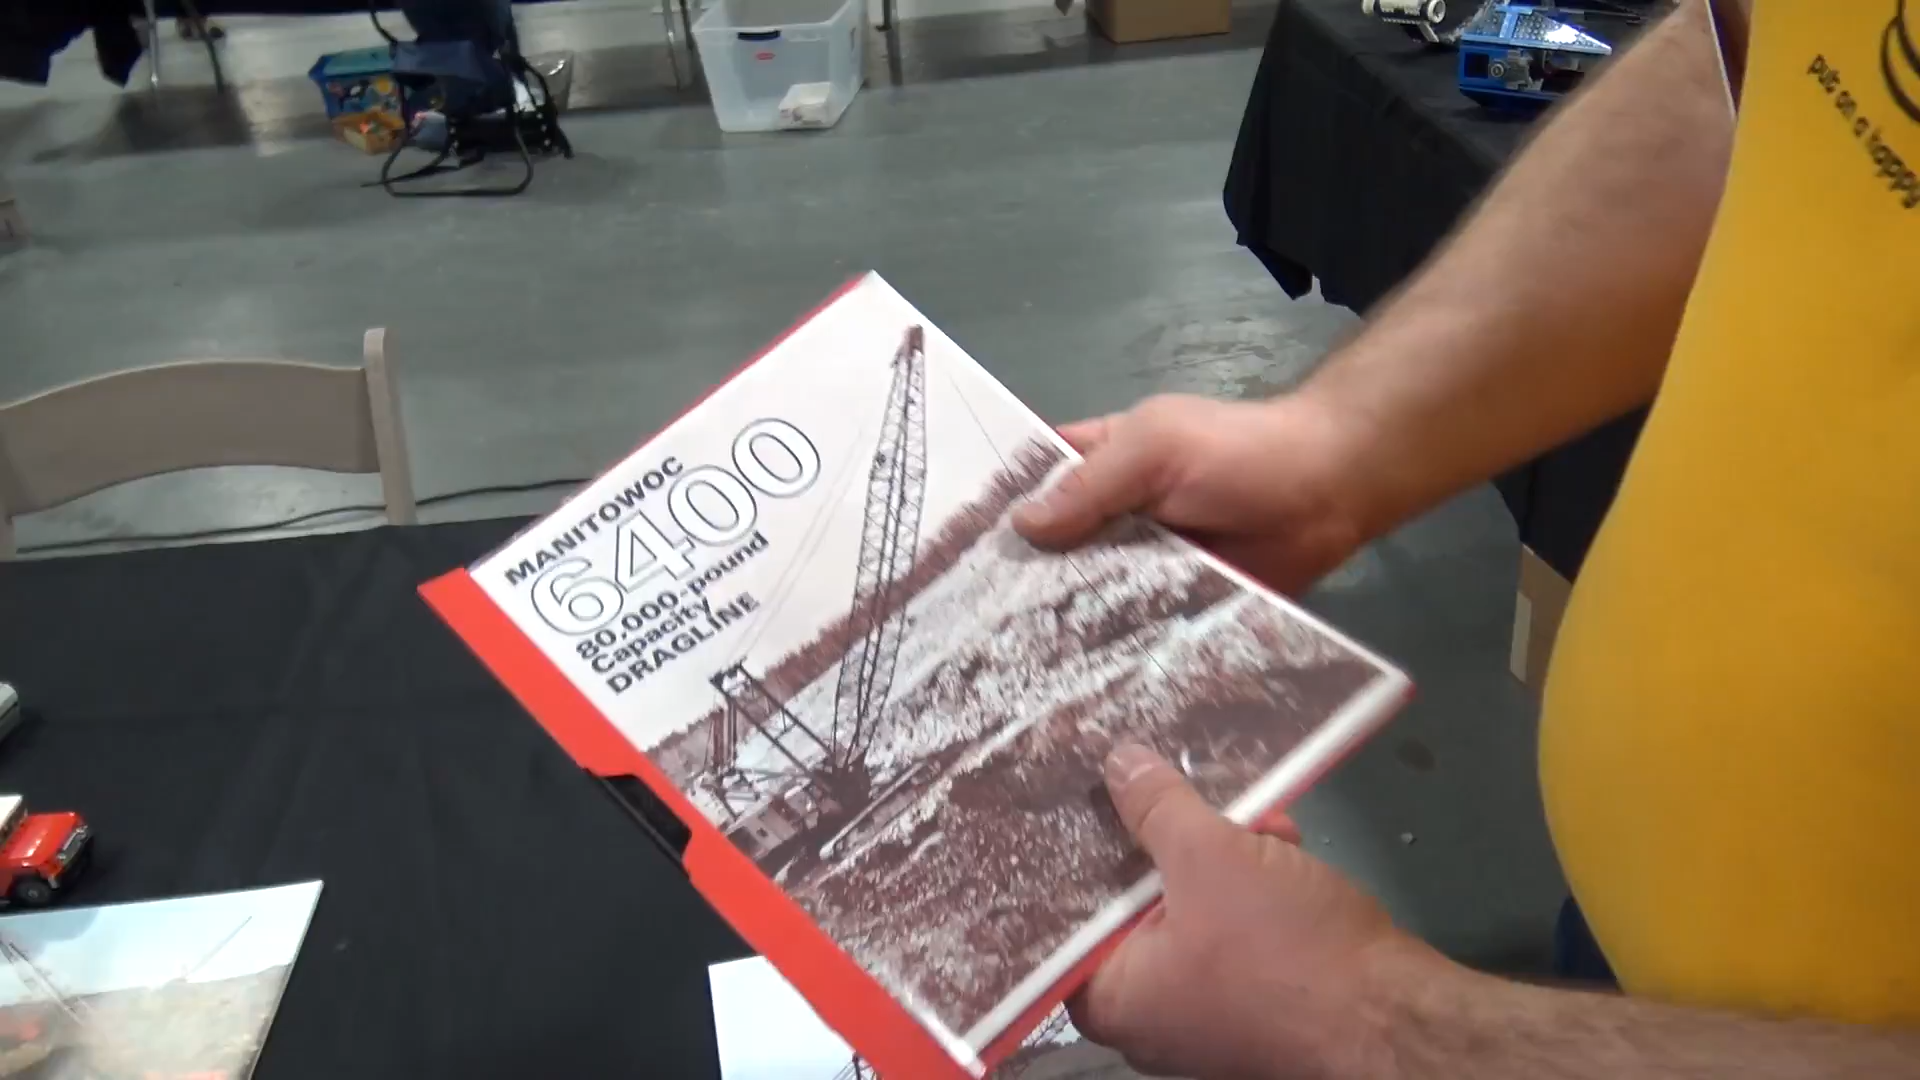 MANITOWOC
6400
80,000-pound
Capacity
DRAGLINE
put on a happy